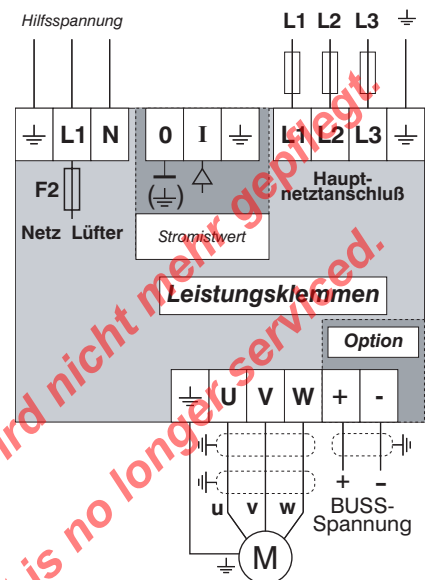 Hilfsspannung
L1 L2 L3
L1 N
0 I
L1 L2 L3
F2
Netz Lüfter
( )
Stromistwert
Haupt-
netztanschluß
Leistungsklemmen
Option
U V W + -
u v w
+ -
BUSS-
Spannung
M
ird nicht mehr gepflegt.
is no longer serviced.